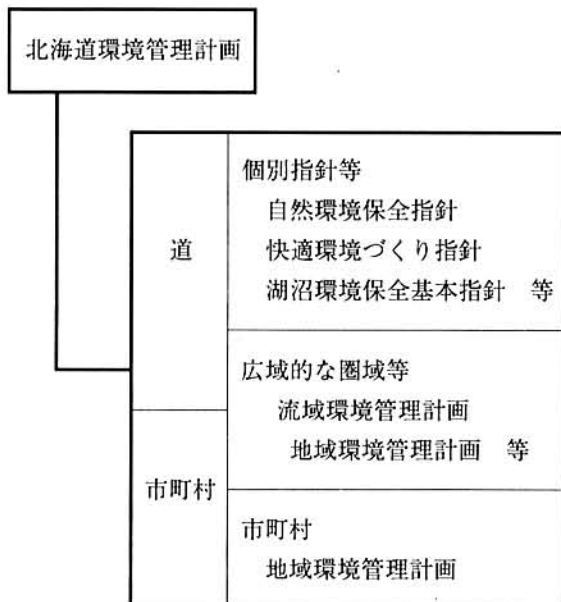 北海道環境管理計画
道
個別指針等
自然環境保全指針
快適環境づくり指針
湖沼環境保全基本指針 等
広域的な圏域等
流域環境管理計画
地域環境管理計画 等
市町村
市町村
地域環境管理計画